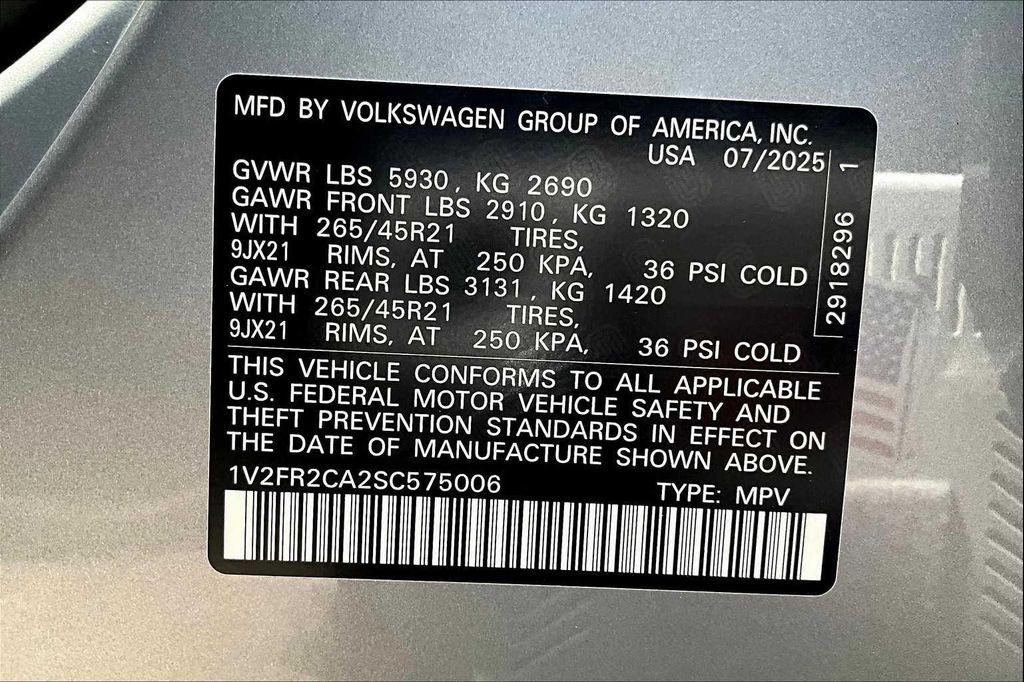 MFD BY VOLKSWAGEN GROUP OF AMERICA, INC.
USA 07/2025
GVWR LBS 5930, KG 2690
GAWR FRONT LBS 2910, KG 1320
WITH 265/45R21 TIRES,
9JX21 RIMS, AT 250 KPA, 36 PSI COLD
GAWR REAR LBS 3131, KG 1420
WITH 265/45R21 TIRES,
9JX21 RIMS, AT 250 KPA, 36 PSI COLD
2918296 1
THIS VEHICLE CONFORMS TO ALL APPLICABLE
U.S. FEDERAL MOTOR VEHICLE SAFETY AND
THEFT PREVENTION STANDARDS IN EFFECT ON
THE DATE OF MANUFACTURE SHOWN ABOVE.
1V2FR2CA2SC575006 TYPE: MPV